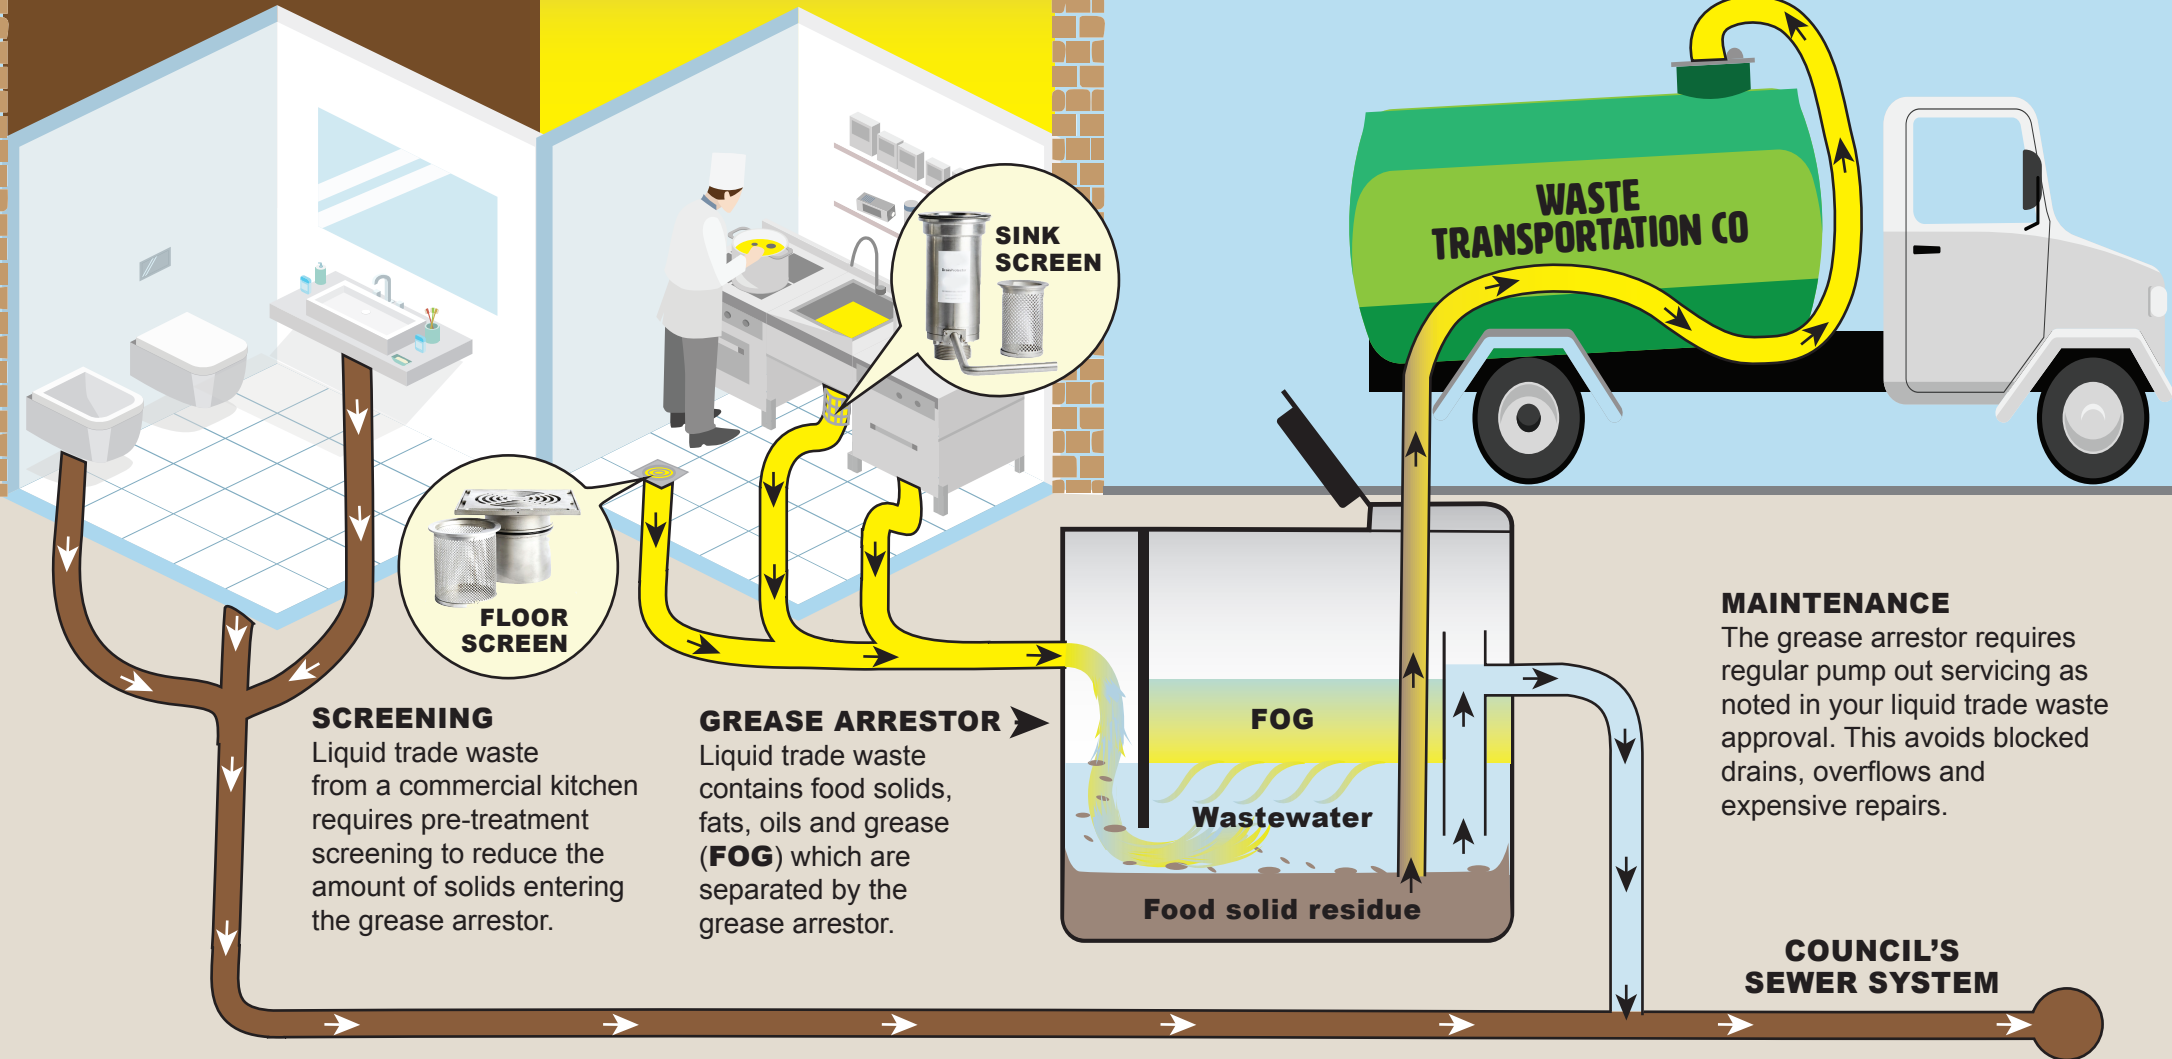 SINK
SCREEN
WASTE
TRANSPORTATION CO
FLOOR
SCREEN
SCREENING
Liquid trade waste
from a commercial kitchen
requires pre-treatment
screening to reduce the
amount of solids entering
the grease arrestor.
GREASE ARRESTOR
Liquid trade waste
contains food solids,
fats, oils and grease
(FOG) which are
separated by the
grease arrestor.
FOG
Wastewater
Food solid residue
MAINTENANCE
The grease arrestor requires
regular pump out servicing as
noted in your liquid trade waste
approval. This avoids blocked
drains, overflows and
expensive repairs.
COUNCIL'S
SEWER SYSTEM